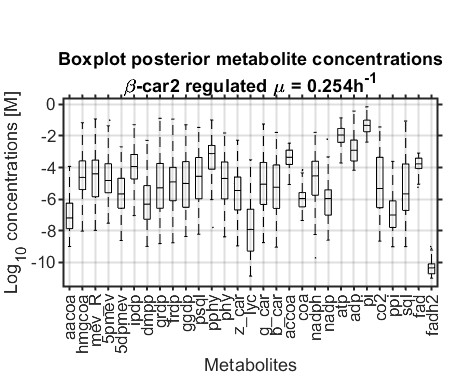 Boxplot posterior metabolite concentrations
β-car2 regulated μ = 0.254h-1
Log10 concentrations [M]
0
-2
-4
-6
-8
-10
aacoa
hmgcoa
mev_R
5pmev
5dpmev
ipdp
dmpp
grdp
frdp
ggdp
psql
pphy
phy
z_car
lyc
g_car
b_car
accoa
coa
nadph
nadp
atp
adp
pi
co2
ppi
sql
fad
fadh2
Metabolites